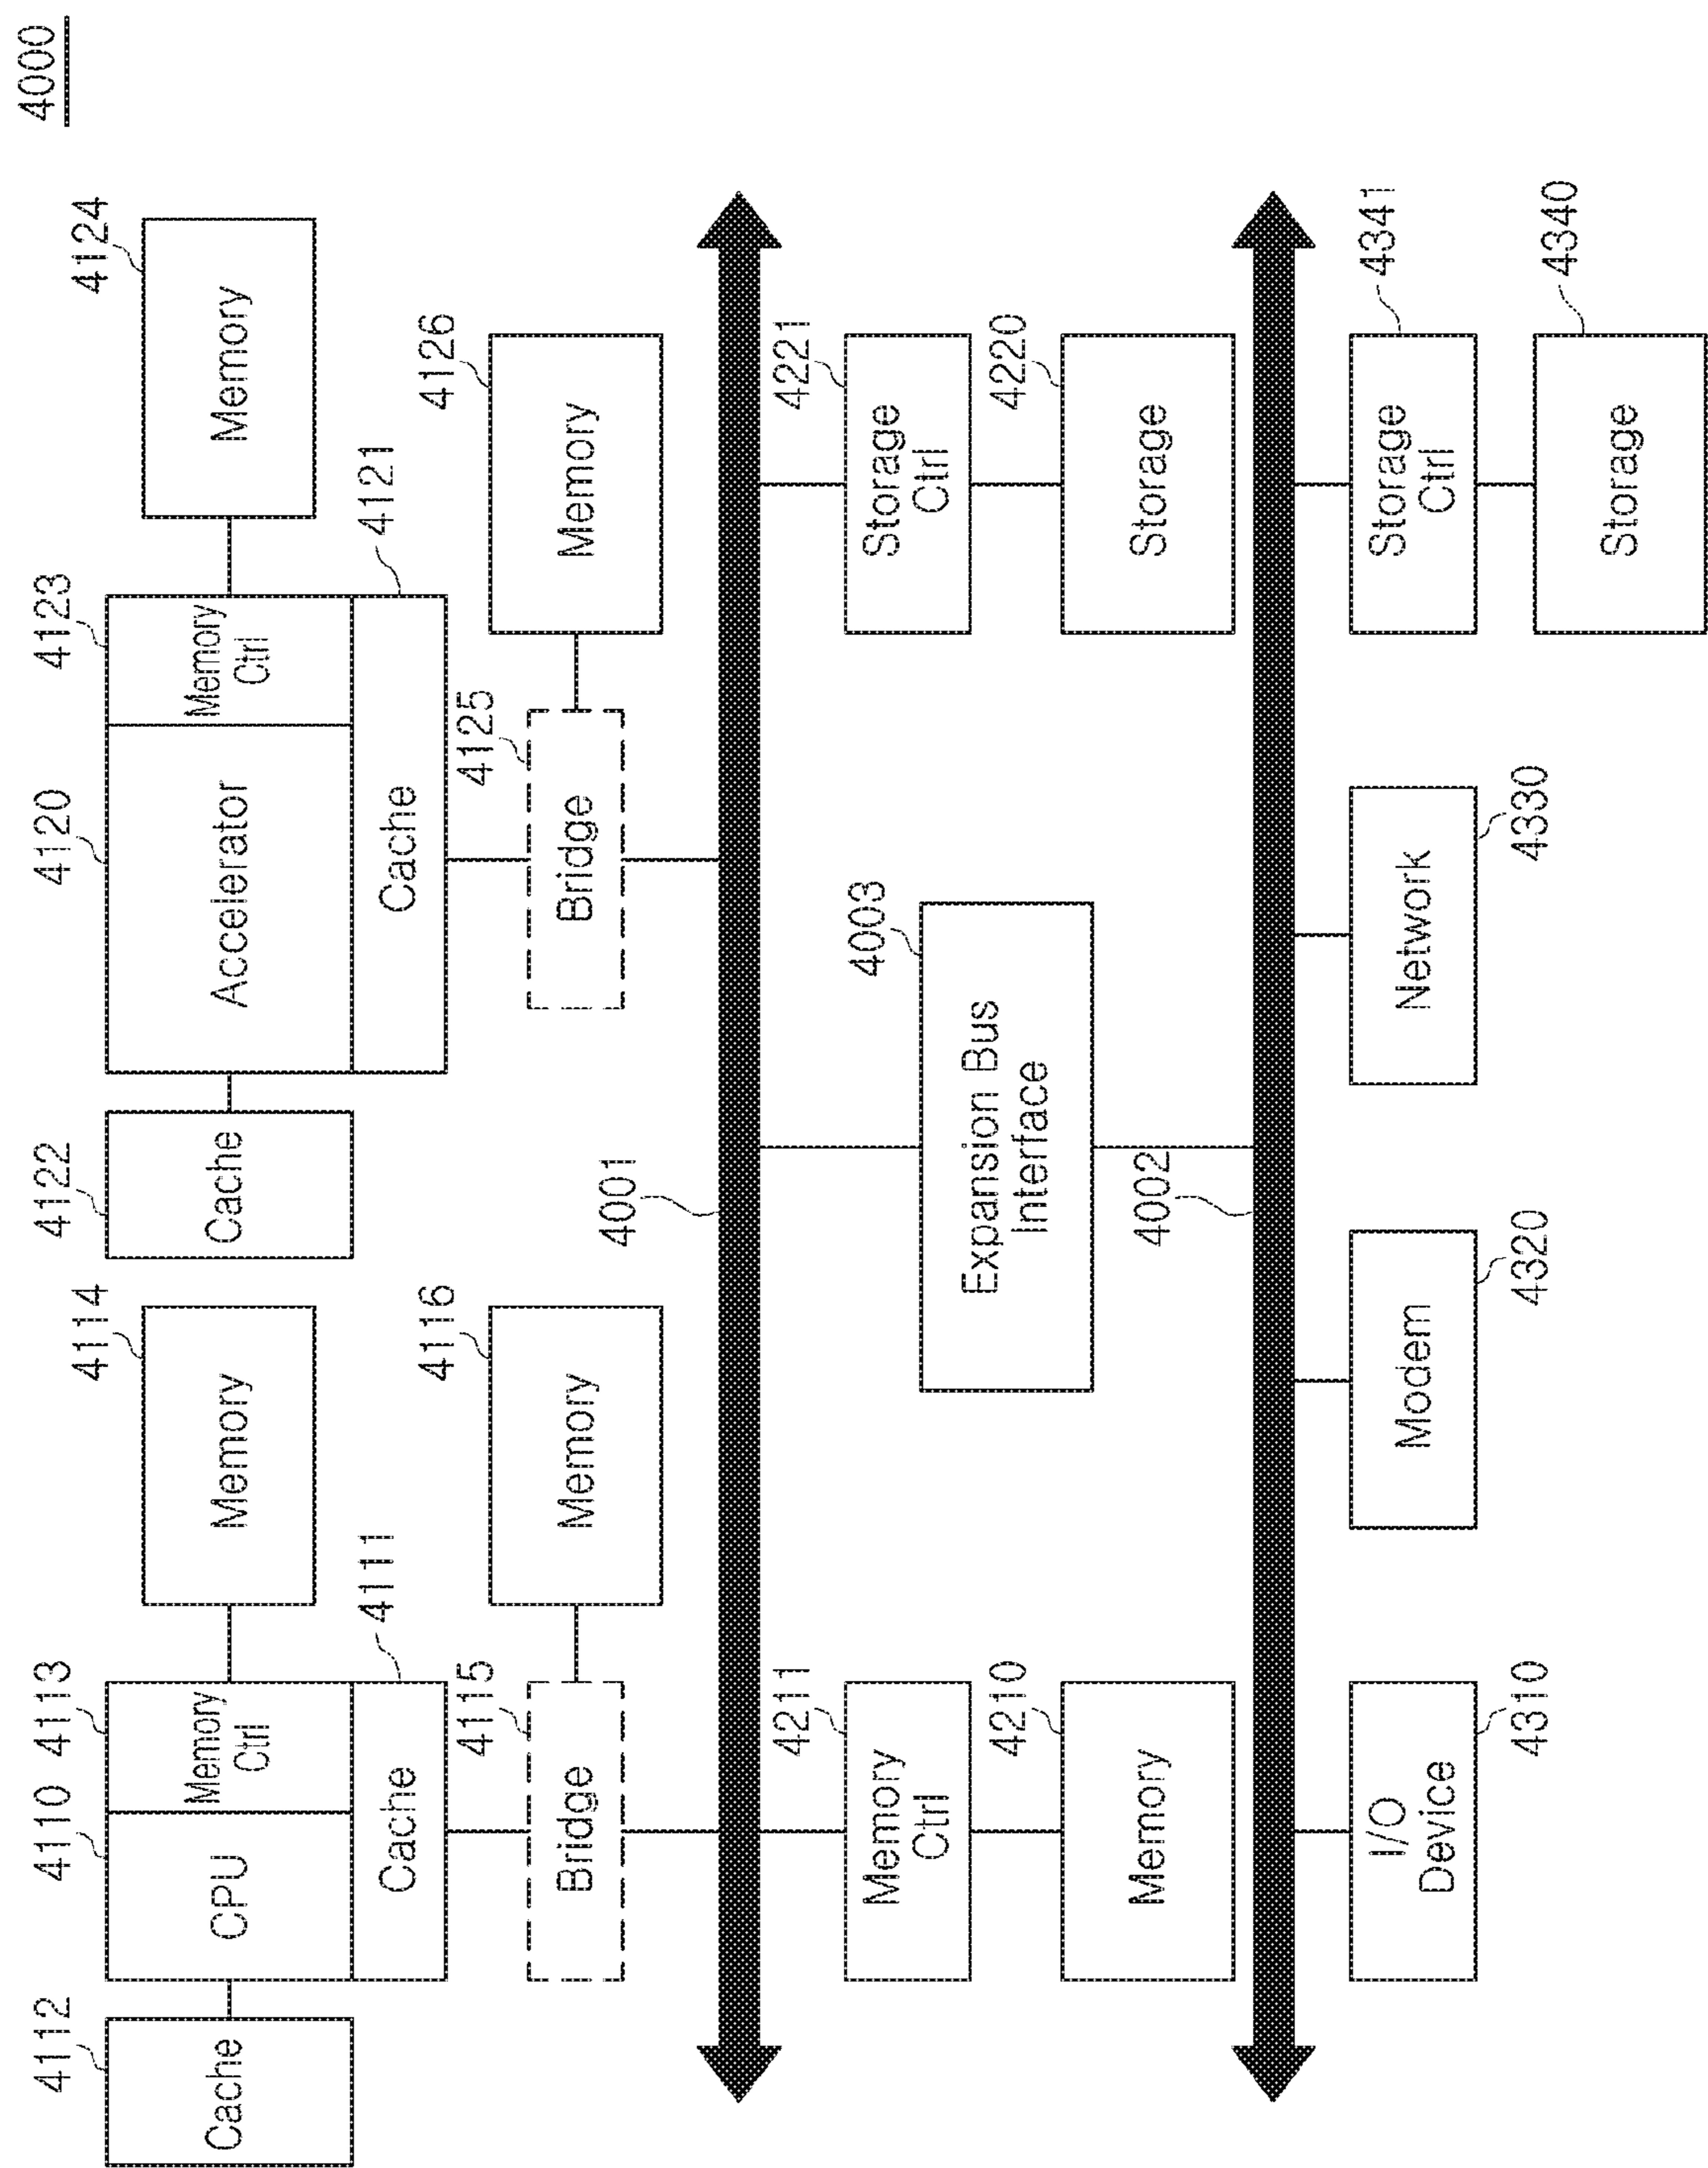 4000
4112
4110
4113
4114
4122
4120
4123
4124
Cache
CPU
Memory
Ctrl
Memory
Cache
Accelerator
Memory
Ctrl
Memory
Cache
4111
Cache
4121
4115
4116
4125
4126
Bridge
Memory
Bridge
Memory
4001
4211
4221
Memory
Ctrl
4003
Storage
Ctrl
4210
Expansion Bus
Interface
4220
Memory
Storage
4002
I/O
Device
Modem
Network
Storage
Ctrl
4341
4310
4320
4330
Storage
4340